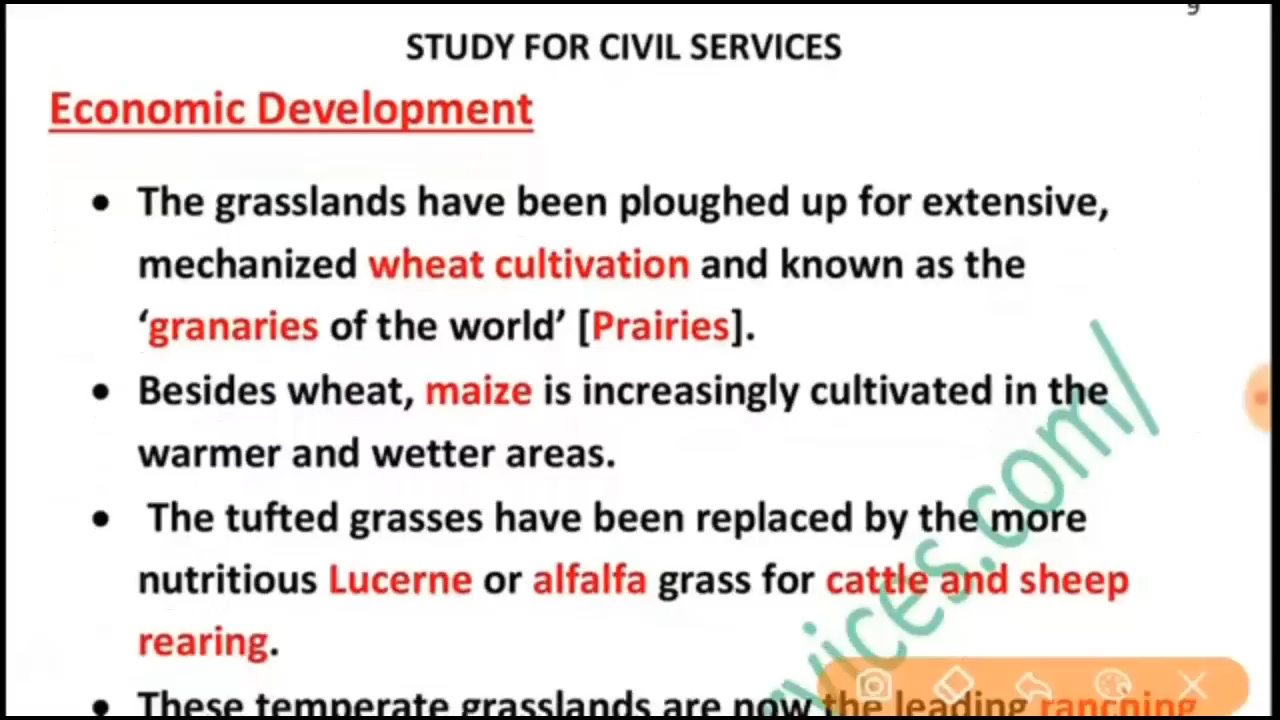 9
STUDY FOR CIVIL SERVICES
Economic Development
• The grasslands have been ploughed up for extensive,
mechanized wheat cultivation and known as the
‘granaries of the world’ [Prairies].
• Besides wheat, maize is increasingly cultivated in the
warmer and wetter areas.
• The tufted grasses have been replaced by the more
nutritious Lucerne or alfalfa grass for cattle and sheep
rearing.
• These temperate grasslands are now the leading ranching
rvices.com/